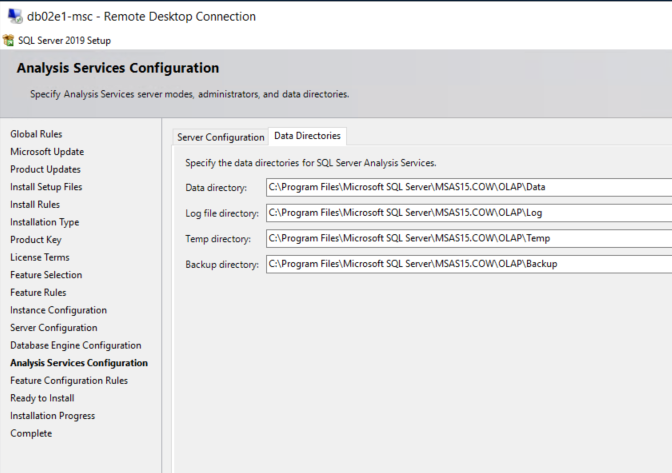 db02e1-msc - Remote Desktop Connection
SQL Server 2019 Setup
Analysis Services Configuration
Specify Analysis Services server modes, administrators, and data directories.
Global Rules
Microsoft Update
Product Updates
Install Setup Files
Install Rules
Installation Type
Product Key
License Terms
Feature Selection
Feature Rules
Instance Configuration
Server Configuration
Database Engine Configuration
Analysis Services Configuration
Feature Configuration Rules
Ready to Install
Installation Progress
Complete
Server Configuration Data Directories
Specify the data directories for SQL Server Analysis Services.
Data directory: C:\Program Files\Microsoft SQL Server\MSAS15.COW\OLAP\Data
Log file directory: C:\Program Files\Microsoft SQL Server\MSAS15.COW\OLAP\Log
Temp directory: C:\Program Files\Microsoft SQL Server\MSAS15.COW\OLAP\Temp
Backup directory: C:\Program Files\Microsoft SQL Server\MSAS15.COW\OLAP\Backup